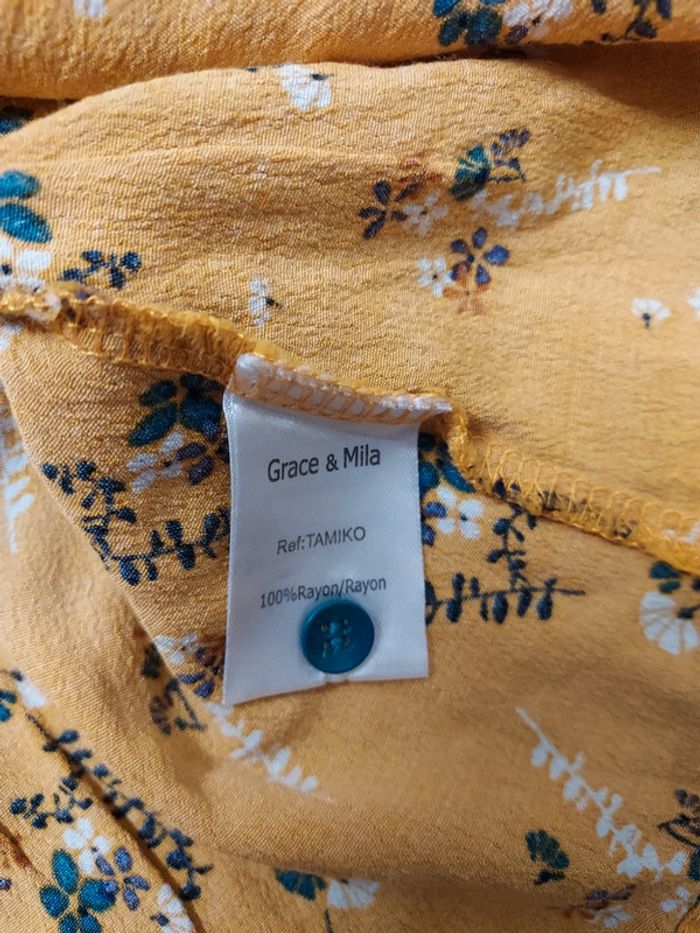 Grace & Mila
Ref:TAMIKO
100%Rayon/Rayon